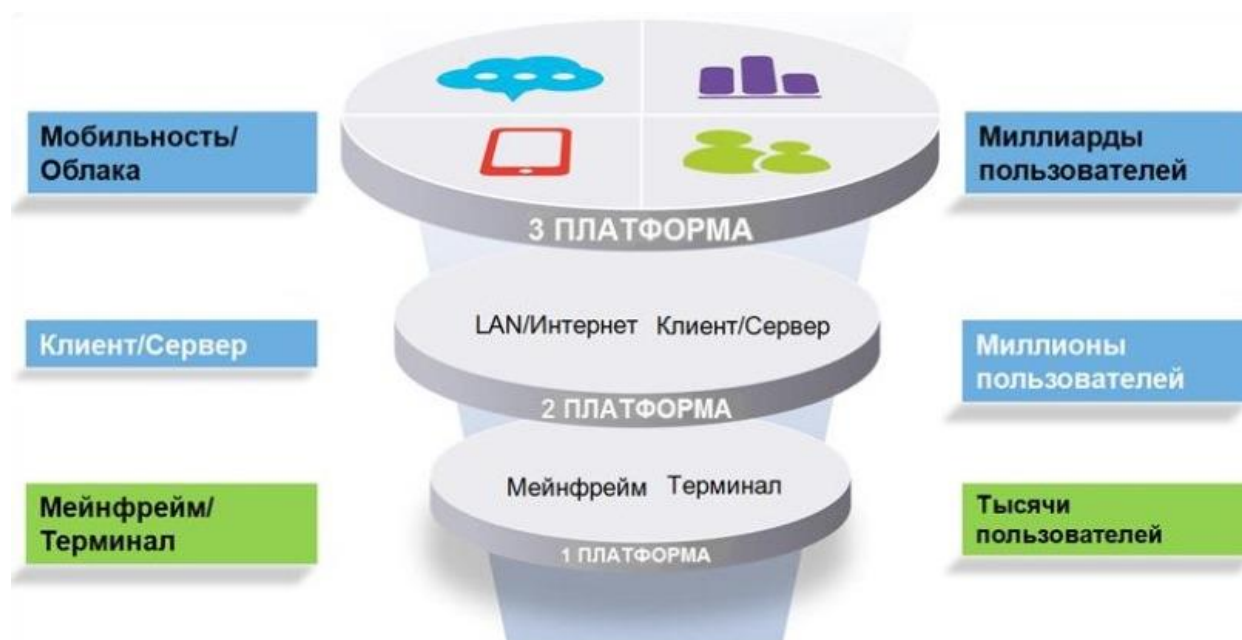 Мобильность/
Облака
Миллиарды
пользователей
3 ПЛАТФОРМА
LAN/Интернет Клиент/Сервер
Клиент/Сервер
Миллионы
пользователей
2 ПЛАТФОРМА
Мейнфрейм Терминал
Мейнфрейм/
Терминал
Тысячи
пользователей
1 ПЛАТФОРМА